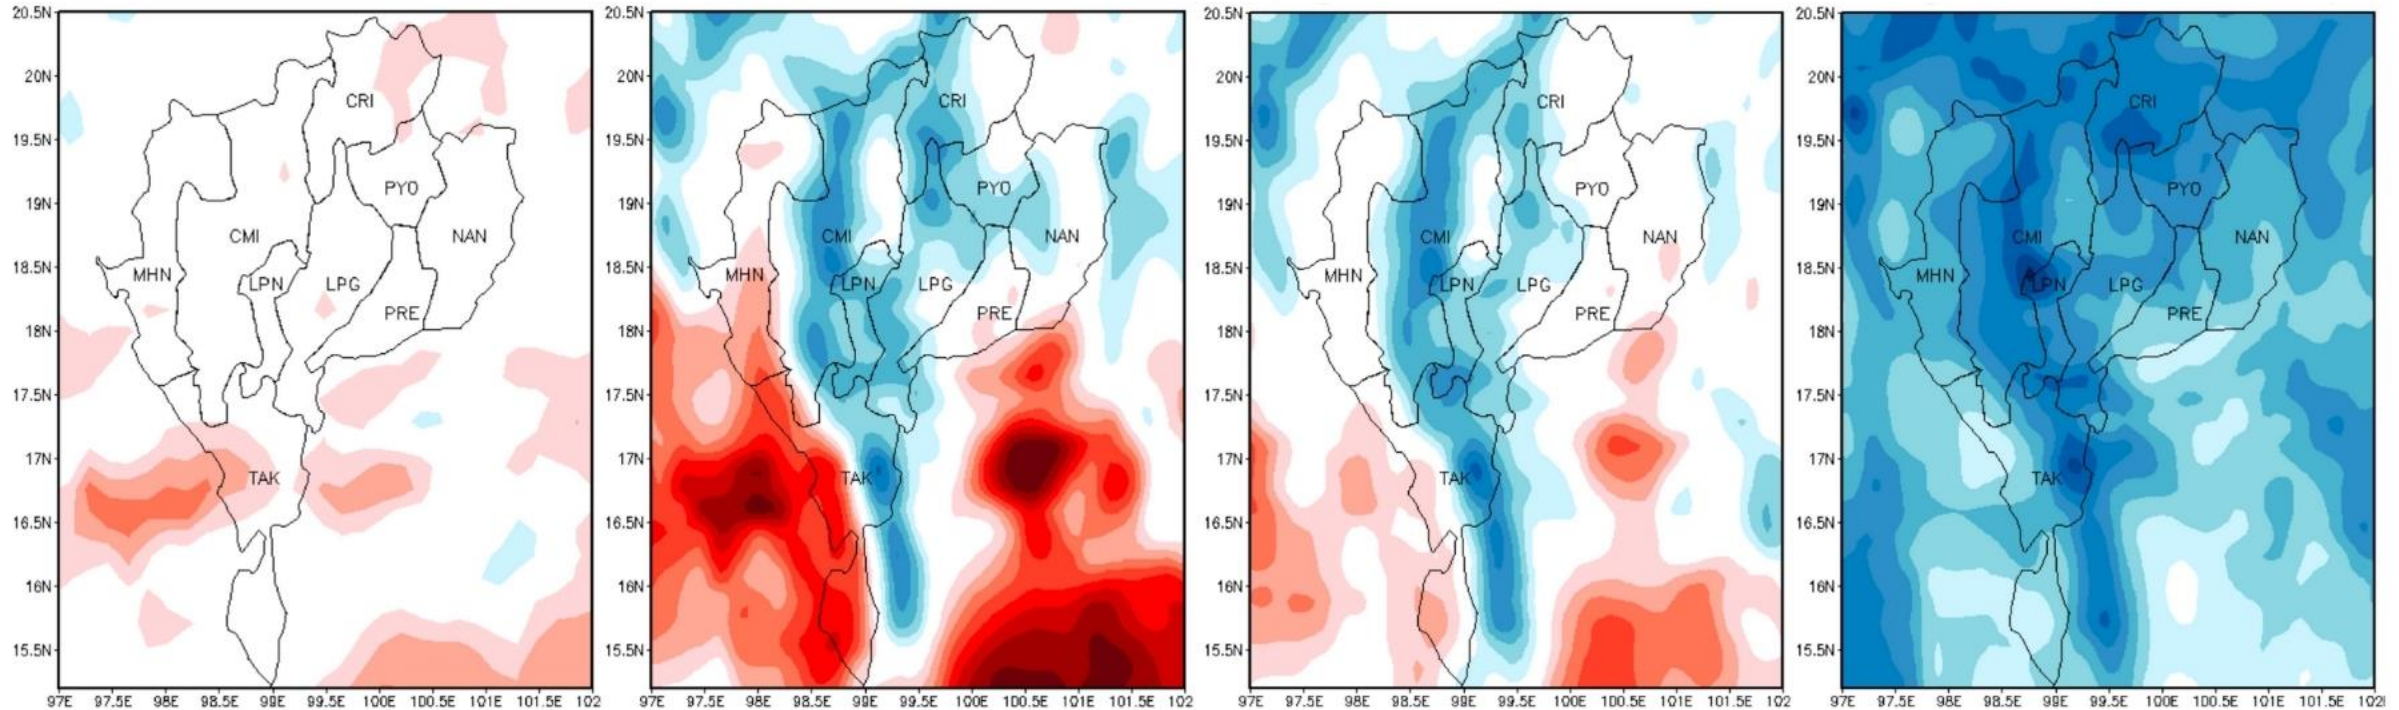 20.5N
20N
19.5N
19N
18.5N
18N
17.5N
17N
16.5N
16N
15.5N
97E 97.5E 98E 98.5E 99E 99.5E 100E 100.5E 101E 101.5E 102
CRI
PYO
CMI
NAN
MHN
LPN
LPG
PRE
TAK
20.5N
20N
19.5N
19N
18.5N
18N
17.5N
17N
16.5N
16N
15.5N
97E 97.5E 98E 98.5E 99E 99.5E 100E 100.5E 101E 101.5E 102E
CRI
PYO
CMI
NAN
MHN
LPN
LPG
PRE
TAK
20.5N
20N
19.5N
19N
18.5N
18N
17.5N
17N
16.5N
16N
15.5N
97E 97.5E 98E 98.5E 99E 99.5E 100E 100.5E 101E 101.5E 102E
CRI
PYO
CMI
NAN
MHN
LPN
LPG
PRE
TAK
20.5N
20N
19.5N
19N
18.5N
18N
17.5N
17N
16.5N
16N
15.5N
97E 97.5E 98E 98.5E 99E 99.5E 100E 100.5E 101E 101.5E 102E
CRI
PYO
CMI
NAN
MHN
LPN
LPG
PRE
TAK